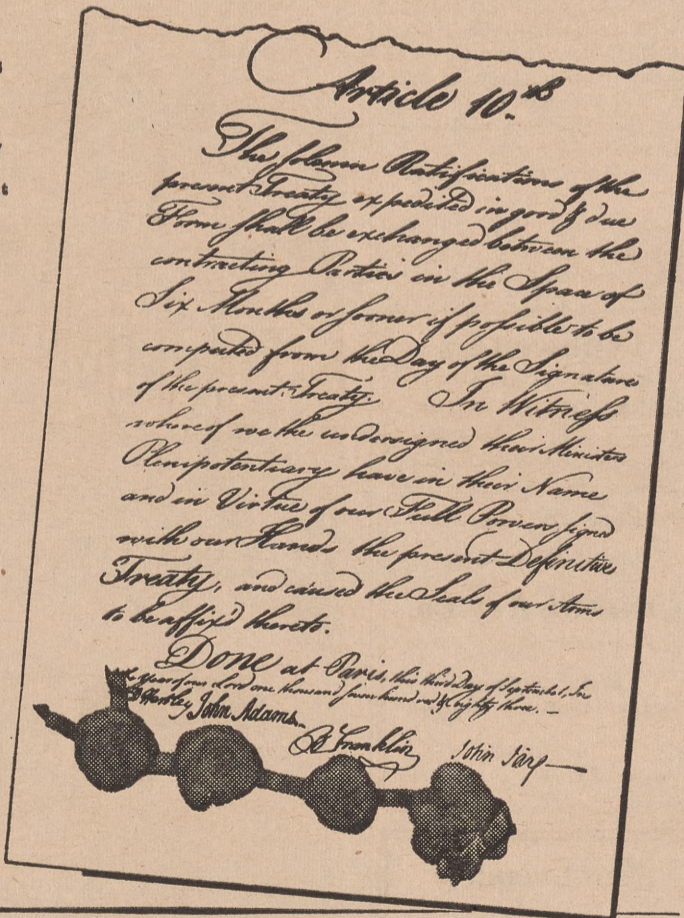 Article 10.th
The solemn Ratifications of the
present Treaty expedited in good & due
Form shall be exchanged between the
contracting Parties in the Space of
Six Months or sooner if possible to be
computed from the Day of the Signature
of the present Treaty. In Witness
whereof we the undersigned their Ministers
Plenipotentiary have in their Name
and in Virtue of our Full Powers signed
with our Hands the present Definitive
Treaty, and caused the Seals of our Arms
to be affix'd thereto.
Done at Paris, this third Day of September, In
the Year of our Lord one thousand seven hundred & eighty three.
D Hartley John Adams.
B Franklin
John Jay